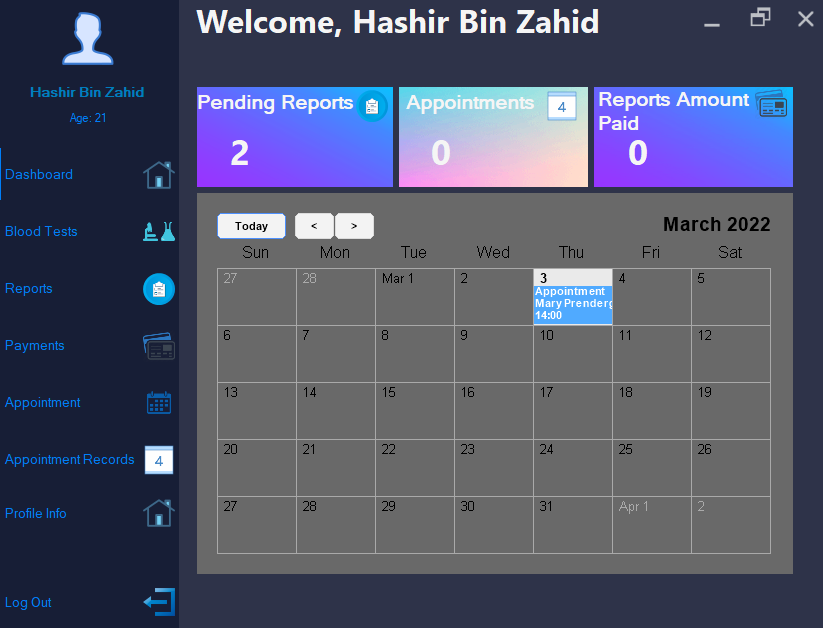 Welcome, Hashir Bin Zahid
Hashir Bin Zahid
Age: 21
Dashboard
Blood Tests
Reports
Payments
Appointment
Appointment Records
4
Profile Info
Log Out
Pending Reports
2
Appointments
4
0
Reports Amount
Paid
0
Today < >
March 2022
Sun Mon Tue Wed Thu Fri Sat
27 28 Mar 1 2 3 4 5
Appointment
Mary Prenderg
14:00
6 7 8 9 10 11 12
13 14 15 16 17 18 19
20 21 22 23 24 25 26
27 28 29 30 31 Apr 1 2